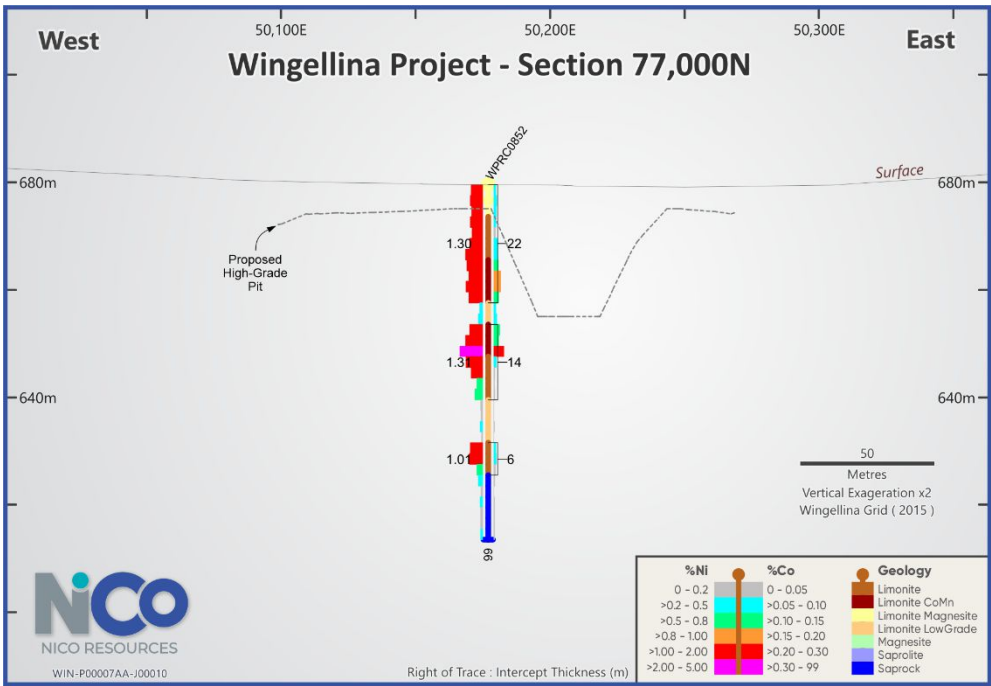 50,100E
50,200E
50,300E
West
East
Wingellina Project - Section 77,000N
WPRC0852
Surface
680m
680m
1.30
22
Proposed
High-Grade
Pit
1.31
14
640m
640m
1.01
6
50
Metres
Vertical Exageration x2
Wingellina Grid ( 2015 )
66
%Ni
%Co
Geology
0 - 0.2
0 - 0.05
Limonite
>0.2 - 0.5
>0.05 - 0.10
Limonite CoMn
>0.5 - 0.8
>0.10 - 0.15
Limonite Magnesite
>0.8 - 1.00
>0.15 - 0.20
Limonite LowGrade
>1.00 - 2.00
>0.20 - 0.30
Magnesite
>2.00 - 5.00
>0.30 - 99
Saprolite
Saprock
NiCo
NICO RESOURCES
WIN-P00007AA-J00010
Right of Trace : Intercept Thickness (m)